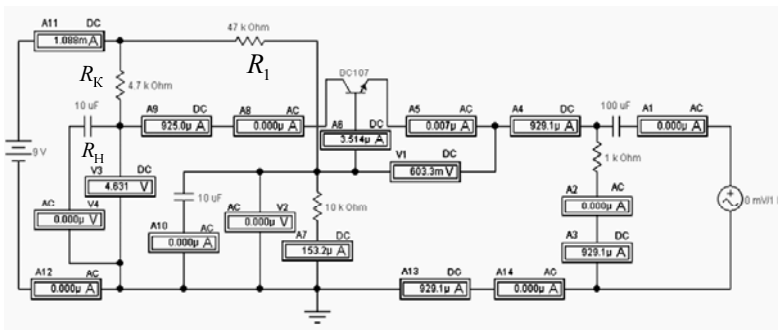 A11 DC
1.088m A
47 k Ohm
R1
RК
4.7 k Ohm
DC107
10 uF
A9 DC
925.0µ A
A8 AC
0.000µ A
A6 DC
3.514µ A
A5 AC
0.007µ A
A4 DC
929.1µ A
100 uF
A1 AC
0.000µ A
9 V
RН
V3 DC
4.631 V
V1 DC
603.3m V
1 k Ohm
AC V4
0.000µ V
10 uF
A10 AC
0.000µ A
AC V2
0.000µ V
10 k Ohm
A7 DC
153.2µ A
A2 AC
0.000µ A
A3 DC
929.1µ A
0 mV/1
A12 AC
0.000µ A
A13 DC
929.1µ A
A14 AC
0.000µ A